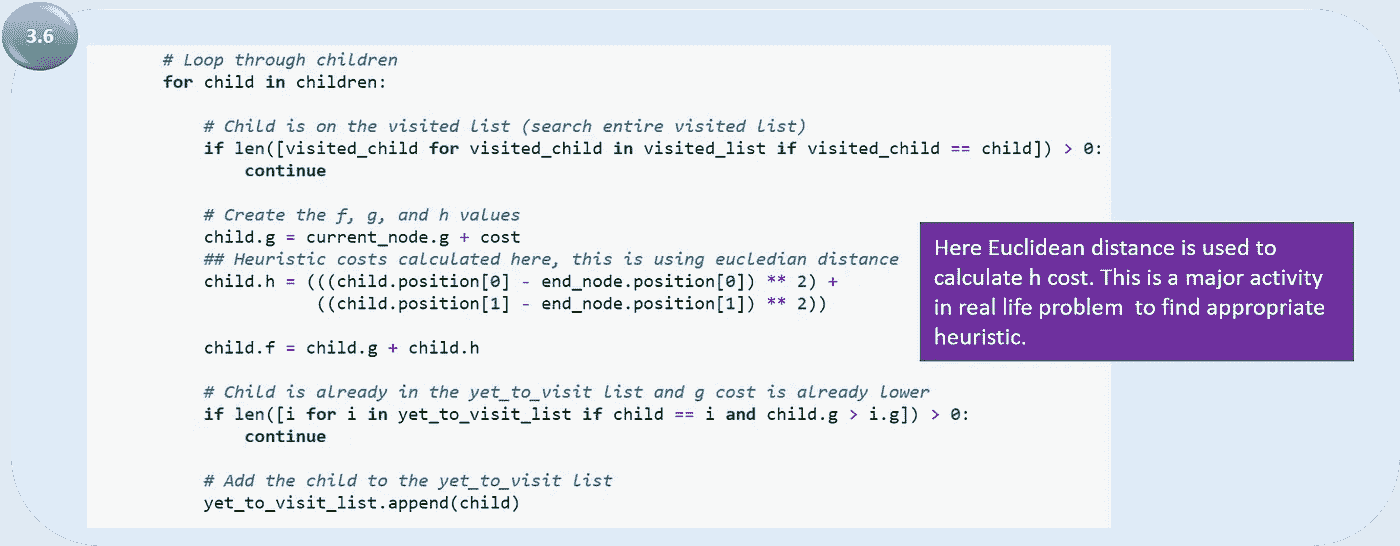 3.6
# Loop through children
for child in children:
# Child is on the visited list (search entire visited list)
if len([visited_child for visited_child in visited_list if visited_child == child]) > 0:
continue
# Create the f, g, and h values
child.g = current_node.g + cost
## Heuristic costs calculated here, this is using eucledian distance
child.h = (((child.position[0] - end_node.position[0]) ** 2) +
((child.position[1] - end_node.position[1]) ** 2))
child.f = child.g + child.h
# Child is already in the yet_to_visit list and g cost is already lower
if len([i for i in yet_to_visit_list if child == i and child.g > i.g]) > 0:
continue
# Add the child to the yet_to_visit list
yet_to_visit_list.append(child)
Here Euclidean distance is used to
calculate h cost. This is a major activity
in real life problem to find appropriate
heuristic.